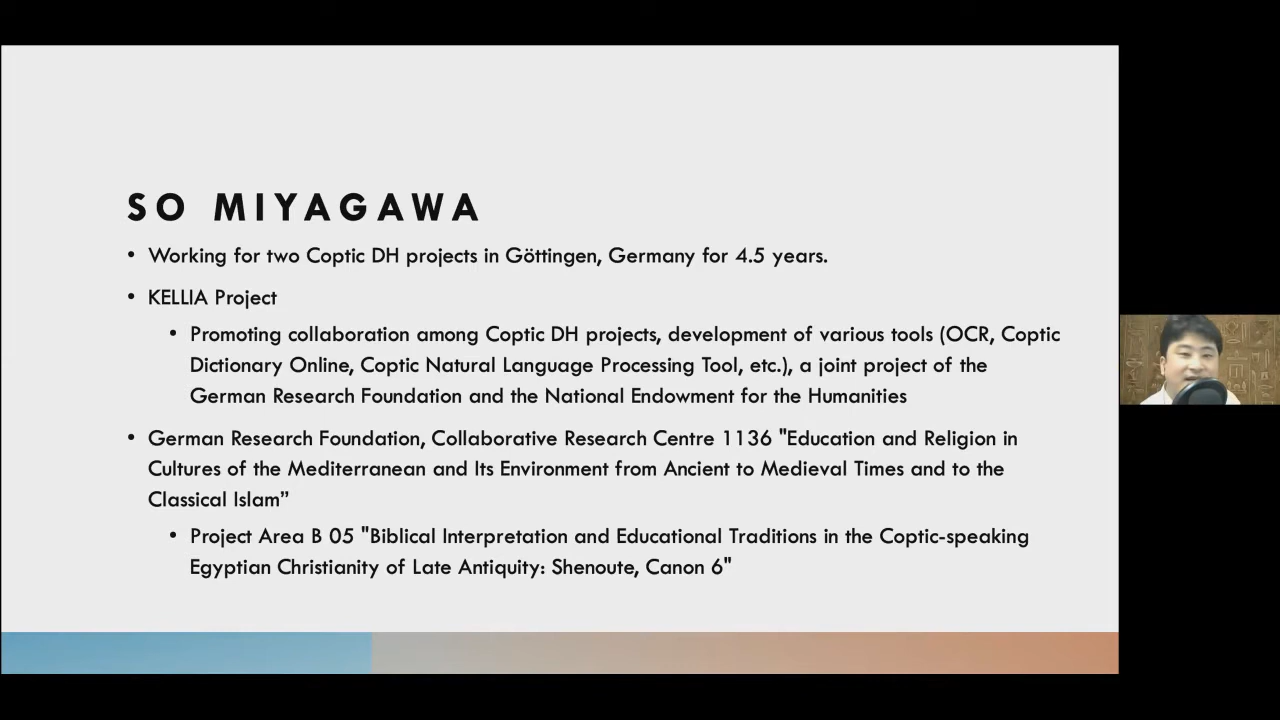 SO MIYAGAWA
• Working for two Coptic DH projects in Göttingen, Germany for 4.5 years.
• KELLIA Project
• Promoting collaboration among Coptic DH projects, development of various tools (OCR, Coptic
Dictionary Online, Coptic Natural Language Processing Tool, etc.), a joint project of the
German Research Foundation and the National Endowment for the Humanities
• German Research Foundation, Collaborative Research Centre 1136 "Education and Religion in
Cultures of the Mediterranean and Its Environment from Ancient to Medieval Times and to the
Classical Islam”
• Project Area B 05 "Biblical Interpretation and Educational Traditions in the Coptic-speaking
Egyptian Christianity of Late Antiquity: Shenoute, Canon 6"